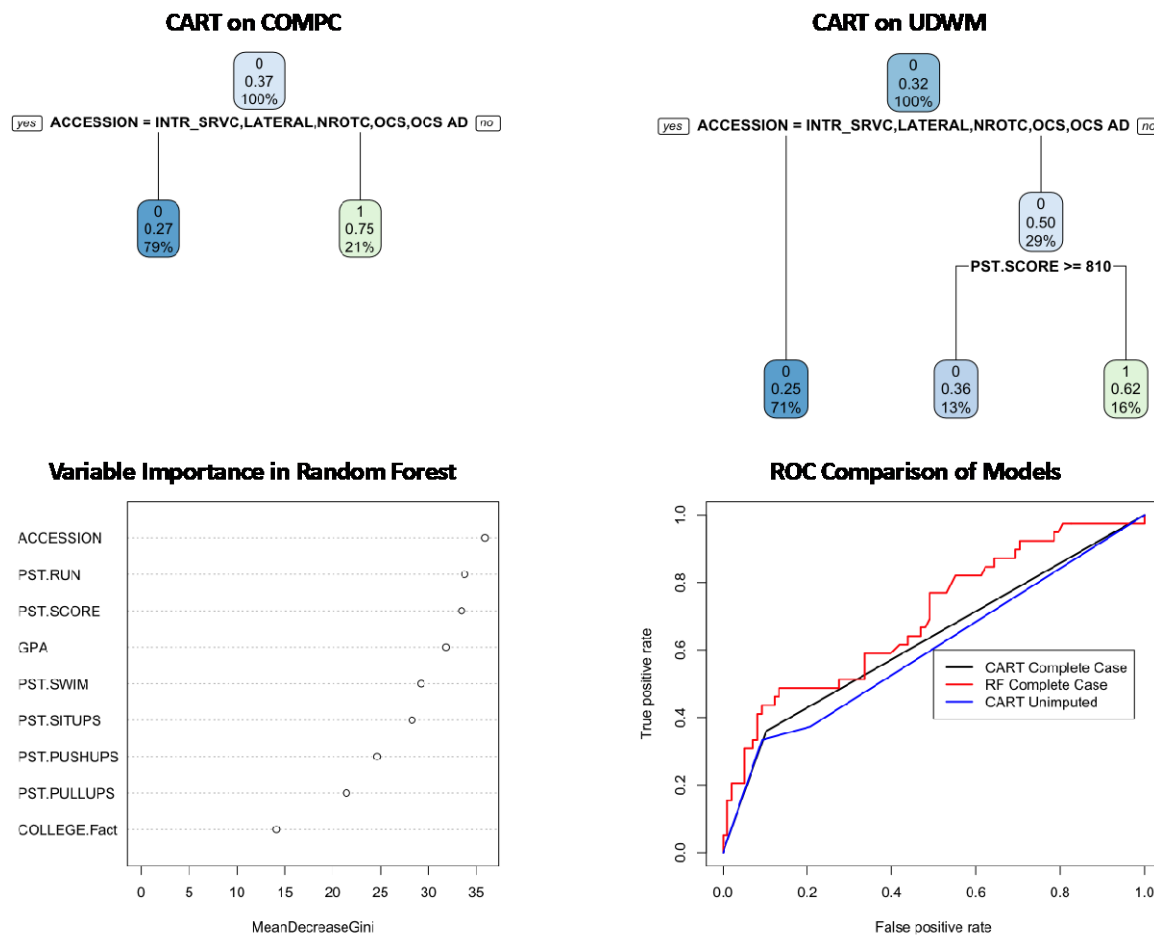 CART on COMPC
0
0.37
100%
yes ACCESSION = INTR_SRVC,LATERAL,NROTC,OCS,OCS AD no
0
0.27
79%
1
0.75
21%
CART on UDWM
0
0.32
100%
yes ACCESSION = INTR_SRVC,LATERAL,NROTC,OCS,OCS AD no
0
0.50
29%
PST.SCORE >= 810
0
0.25
71%
0
0.36
13%
1
0.62
16%
Variable Importance in Random Forest
ACCESSION
PST.RUN
PST.SCORE
GPA
PST.SWIM
PST.SITUPS
PST.PUSHUPS
PST.PULLUPS
COLLEGE.Fact
0 5 10 15 20 25 30 35
MeanDecreaseGini
ROC Comparison of Models
True positive rate
1.0
0.8
0.6
0.4
0.2
0.0
CART Complete Case
RF Complete Case
CART Unimputed
0.0 0.2 0.4 0.6 0.8 1.0
False positive rate